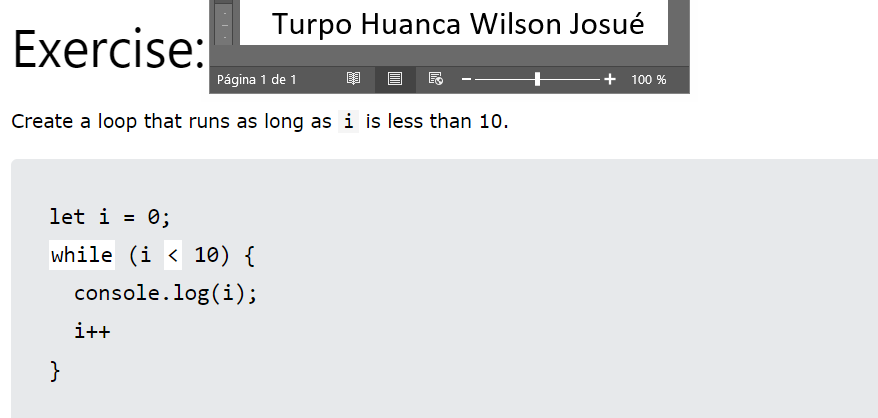 Turpo Huanca Wilson Josué
Exercise:
Página 1 de 1 100 %
Create a loop that runs as long as i is less than 10.
let i = 0;
while (i < 10) {
  console.log(i);
  i++
}